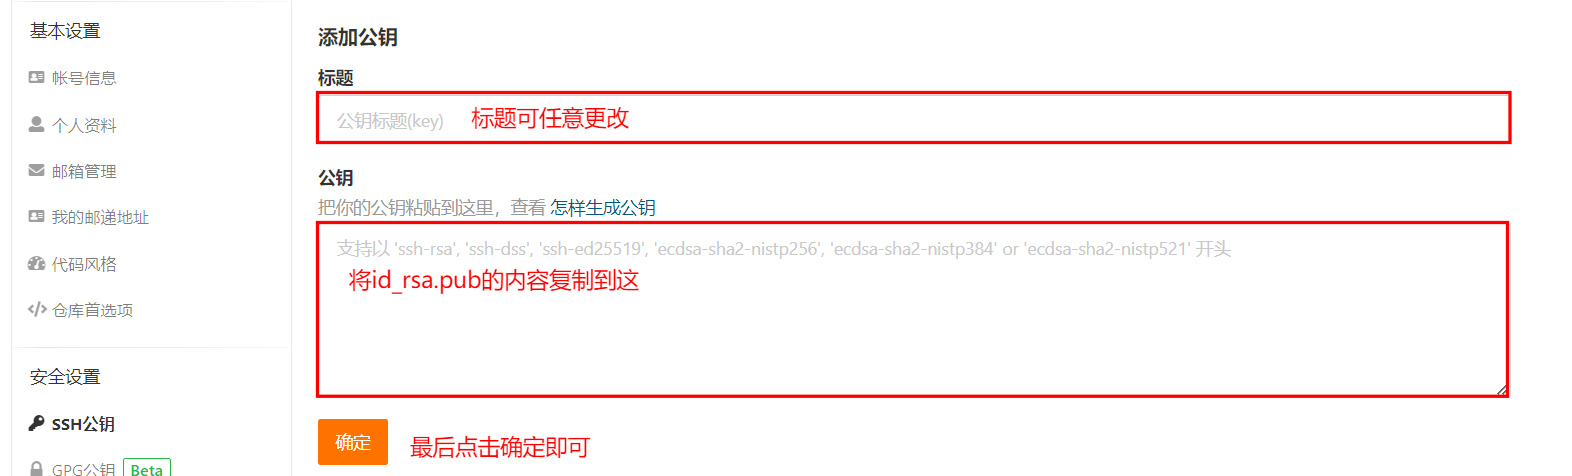 基本设置
帐号信息
个人资料
邮箱管理
我的邮递地址
代码风格
仓库首选项
安全设置
SSH公钥
GPG公钥 Beta
添加公钥
标题
公钥标题(key) 标题可任意更改
公钥
把你的公钥粘贴到这里，查看 怎样生成公钥
支持以 'ssh-rsa', 'ssh-dss', 'ssh-ed25519', 'ecdsa-sha2-nistp256', 'ecdsa-sha2-nistp384' or 'ecdsa-sha2-nistp521' 开头
将id_rsa.pub的内容复制到这
确定 最后点击确定即可